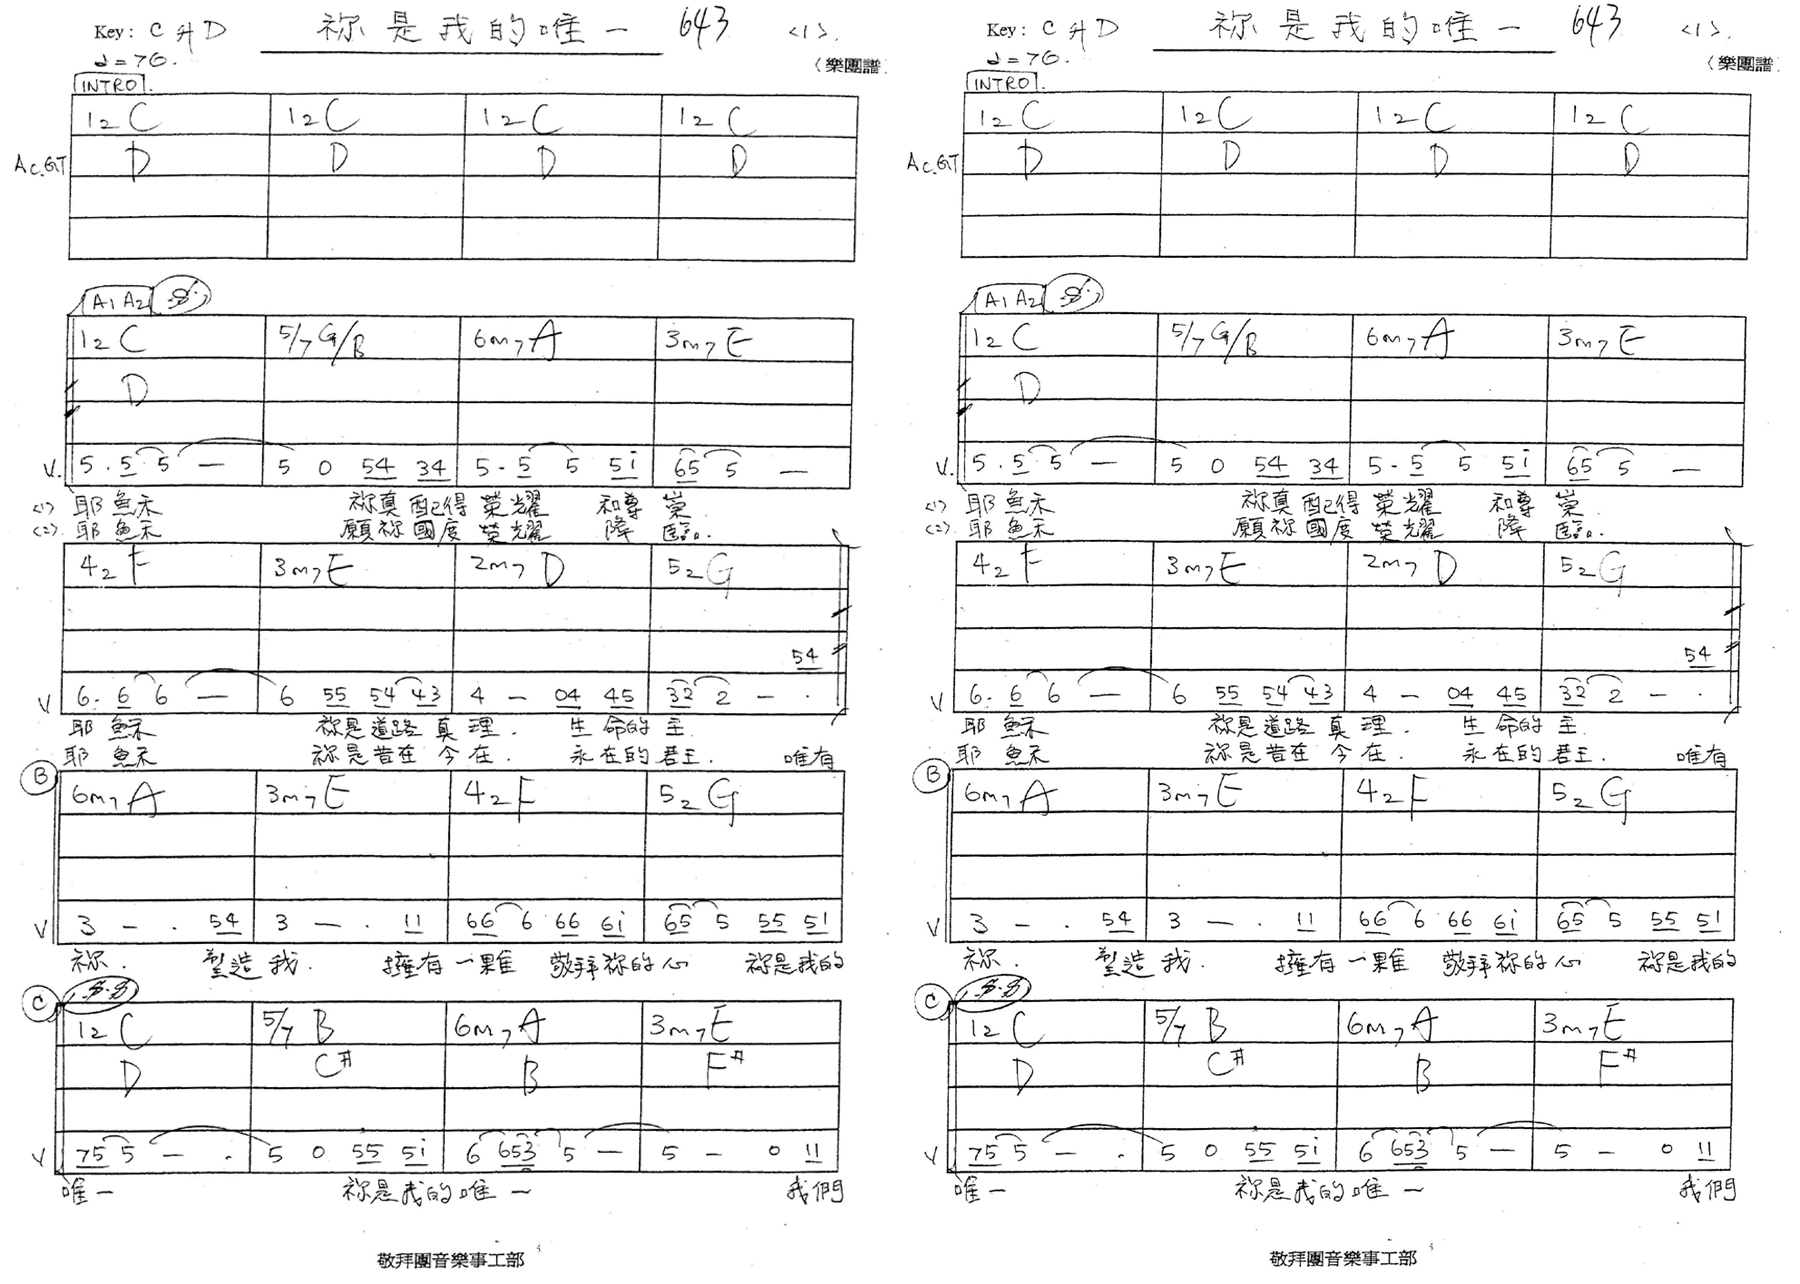 Key: C 升 D 祢是我的唯一 643 <1>.
♩=76. (樂團譜
INTRO.
1₂ C 1₂ C 1₂ C 1₂ C
Ac.GT D D D D
A1 A2 𝄋
1₂ C 5/7 G/B 6m7 A 3m7 E
D
V. 5 . 5 5 — 5 0 54 34 5 . 5 5 5i 65 5 —
<1> 耶穌 祢真配得榮耀 和尊 崇
<2>. 耶穌 願祢國度榮耀 降 臨.
4₂ F 3m7 E 2m7 D 5₂ G
54
V 6 . 6 6 — 6 55 54 43 4 — 04 45 32 2 — .
耶穌 祢是道路真理. 生命的主
耶穌 祢是昔在今在. 永在的君王. 唯有
B
6m7 A 3m7 E 4₂ F 5₂ G
V 3 — . 54 3 — . 11 66 6 66 6i 65 5 55 51
祢. 塑造我. 擁有一顆 敬拜祢的心 祢是我的
C 𝄋𝄋
1₂ C 5/7 B 6m7 A 3m7 E
D C# B F#
V 75 5 — . 5 0 55 5i 6 653 5 — 5 — 0 11
唯一 祢是我的唯一 我們
敬拜團音樂事工部
Key: C 升 D 祢是我的唯一 643 <1>.
♩=76. (樂團譜
INTRO.
1₂ C 1₂ C 1₂ C 1₂ C
Ac.GT D D D D
A1 A2 𝄋
1₂ C 5/7 G/B 6m7 A 3m7 E
D
V. 5 . 5 5 — 5 0 54 34 5 . 5 5 5i 65 5 —
<1> 耶穌 祢真配得榮耀 和尊 崇
<2>. 耶穌 願祢國度榮耀 降 臨.
4₂ F 3m7 E 2m7 D 5₂ G
54
V 6 . 6 6 — 6 55 54 43 4 — 04 45 32 2 — .
耶穌 祢是道路真理. 生命的主
耶穌 祢是昔在今在. 永在的君王. 唯有
B
6m7 A 3m7 E 4₂ F 5₂ G
V 3 — . 54 3 — . 11 66 6 66 6i 65 5 55 51
祢. 塑造我. 擁有一顆 敬拜祢的心 祢是我的
C 𝄋𝄋
1₂ C 5/7 B 6m7 A 3m7 E
D C# B F#
V 75 5 — . 5 0 55 5i 6 653 5 — 5 — 0 11
唯一 祢是我的唯一 我們
敬拜團音樂事工部